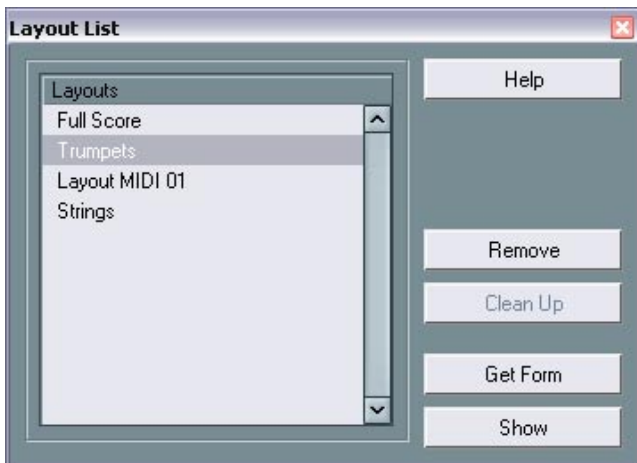 Layout List
Layouts
Full Score
Trumpets
Layout MIDI 01
Strings
Help
Remove
Clean Up
Get Form
Show